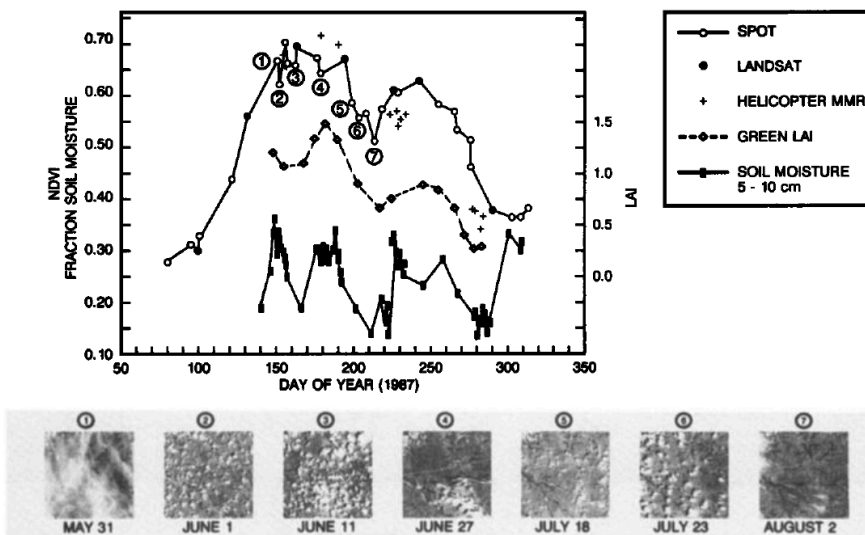 0.70
0.60
0.50
0.40
0.30
0.20
0.10
NDVI
FRACTION SOIL MOISTURE
1.5
1.0
0.5
0.0
LAI
1
2
3
4
5
6
7
50 100 150 200 250 300 350
DAY OF YEAR (1987)
SPOT
LANDSAT
HELICOPTER MMR
GREEN LAI
SOIL MOISTURE
5 - 10 cm
1 2 3 4 5 6 7
MAY 31 JUNE 1 JUNE 11 JUNE 27 JULY 18 JULY 23 AUGUST 2